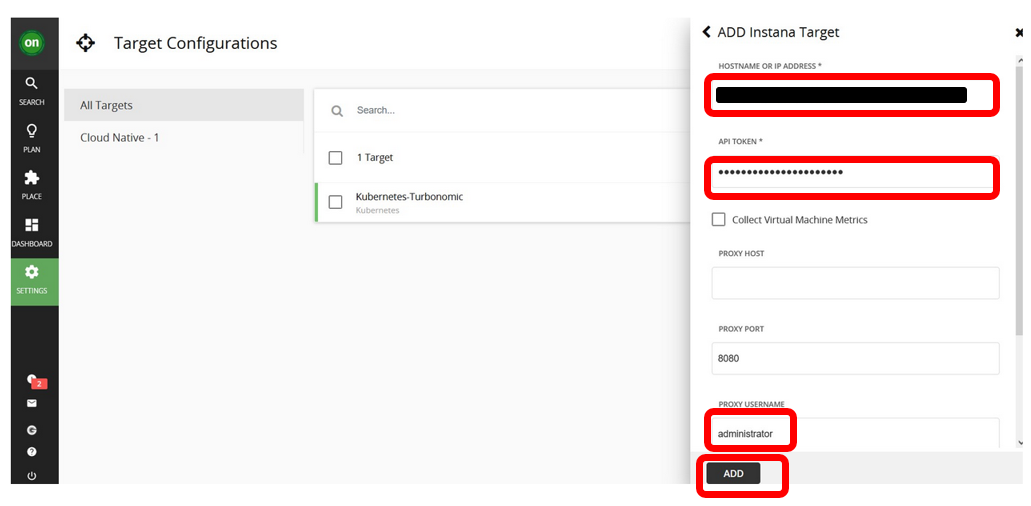 on
Target Configurations
SEARCH
PLAN
PLACE
DASHBOARD
SETTINGS
2
All Targets
Cloud Native - 1
Search...
1 Target
Kubernetes-Turbonomic
Kubernetes
ADD Instana Target
HOSTNAME OR IP ADDRESS *
API TOKEN *
••••••••••••••••••••••
Collect Virtual Machine Metrics
PROXY HOST
PROXY PORT
8080
PROXY USERNAME
administrator
ADD